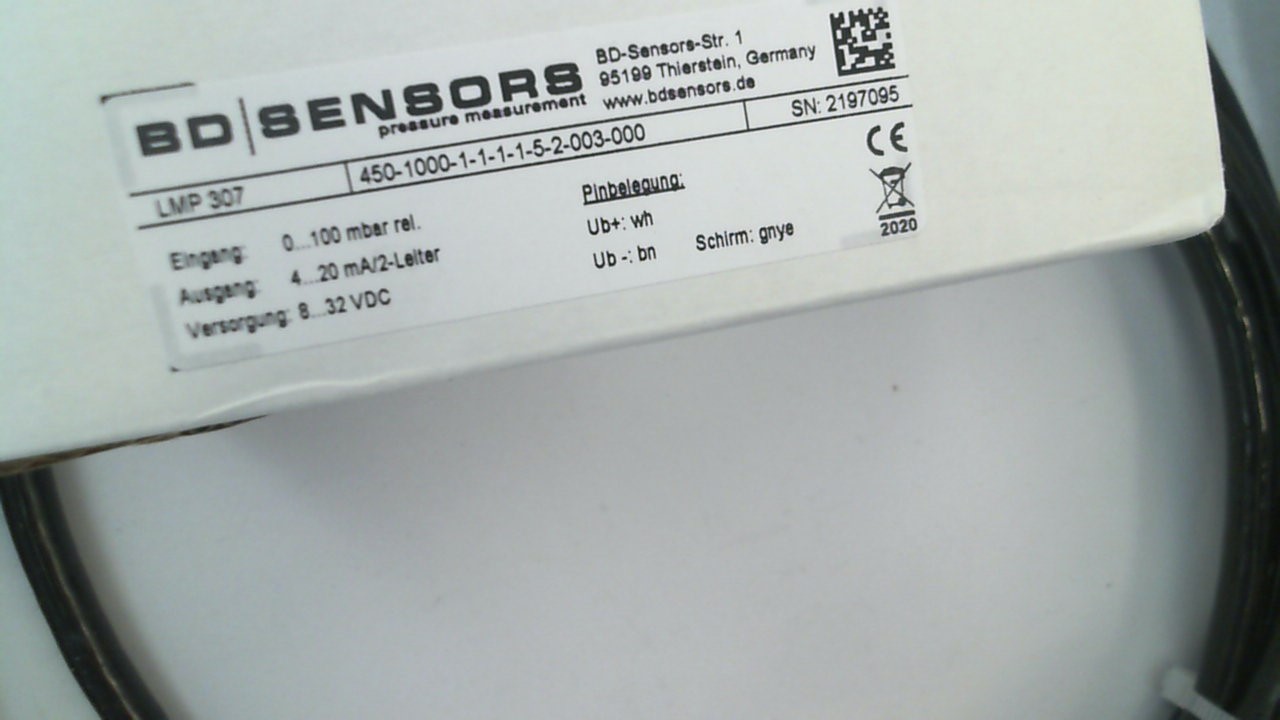 BD|SENSORS
pressure measurement
BD-Sensors-Str. 1
95199 Thierstein, Germany
www.bdsensors.de
LMP 307
450-1000-1-1-1-1-5-2-003-000
SN: 2197095
Eingang: 0...100 mbar rel.
Ausgang: 4...20 mA/2-Leiter
Versorgung: 8...32 VDC
Pinbelegung:
Ub+: wh
Ub -: bn Schirm: gnye
CE
2020